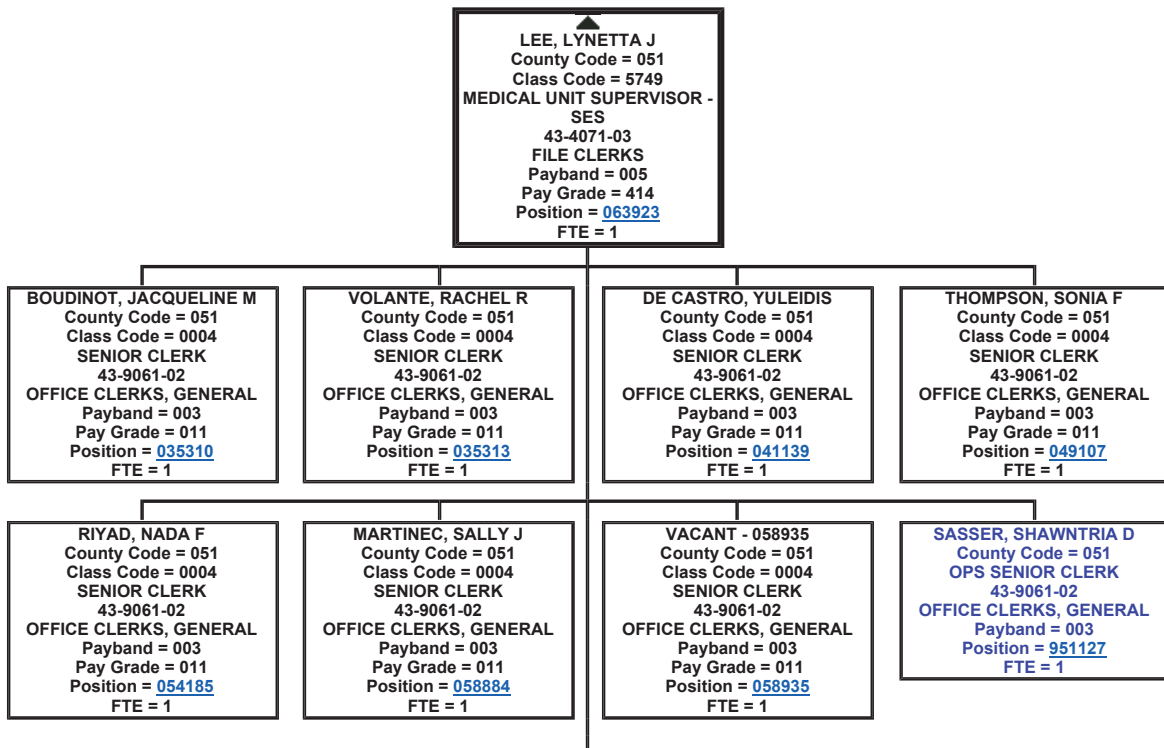 LEE, LYNETTA J
County Code = 051
Class Code = 5749
MEDICAL UNIT SUPERVISOR -
SES
43-4071-03
FILE CLERKS
Payband = 005
Pay Grade = 414
Position = 063923
FTE = 1
BOUDINOT, JACQUELINE M
County Code = 051
Class Code = 0004
SENIOR CLERK
43-9061-02
OFFICE CLERKS, GENERAL
Payband = 003
Pay Grade = 011
Position = 035310
FTE = 1
VOLANTE, RACHEL R
County Code = 051
Class Code = 0004
SENIOR CLERK
43-9061-02
OFFICE CLERKS, GENERAL
Payband = 003
Pay Grade = 011
Position = 035313
FTE = 1
DE CASTRO, YULEIDIS
County Code = 051
Class Code = 0004
SENIOR CLERK
43-9061-02
OFFICE CLERKS, GENERAL
Payband = 003
Pay Grade = 011
Position = 041139
FTE = 1
THOMPSON, SONIA F
County Code = 051
Class Code = 0004
SENIOR CLERK
43-9061-02
OFFICE CLERKS, GENERAL
Payband = 003
Pay Grade = 011
Position = 049107
FTE = 1
RIYAD, NADA F
County Code = 051
Class Code = 0004
SENIOR CLERK
43-9061-02
OFFICE CLERKS, GENERAL
Payband = 003
Pay Grade = 011
Position = 054185
FTE = 1
MARTINEC, SALLY J
County Code = 051
Class Code = 0004
SENIOR CLERK
43-9061-02
OFFICE CLERKS, GENERAL
Payband = 003
Pay Grade = 011
Position = 058884
FTE = 1
VACANT - 058935
County Code = 051
Class Code = 0004
SENIOR CLERK
43-9061-02
OFFICE CLERKS, GENERAL
Payband = 003
Pay Grade = 011
Position = 058935
FTE = 1
SASSER, SHAWNTRIA D
County Code = 051
OPS SENIOR CLERK
43-9061-02
OFFICE CLERKS, GENERAL
Payband = 003
Position = 951127
FTE = 1